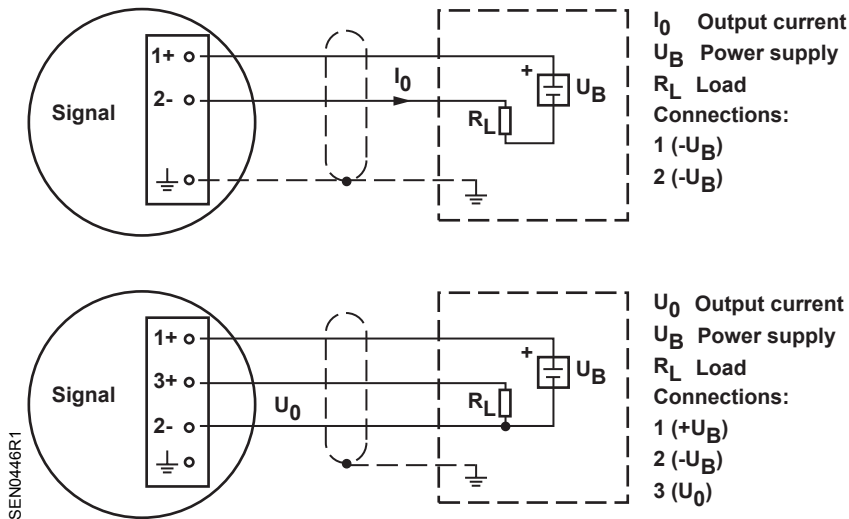 1+
2-
Signal
I0
+
UB
RL
I0 Output current
UB Power supply
RL Load
Connections:
1 (-UB)
2 (-UB)
1+
3+
2-
Signal
U0
+
UB
RL
U0 Output current
UB Power supply
RL Load
Connections:
1 (+UB)
2 (-UB)
3 (U0)
SEN0446R1